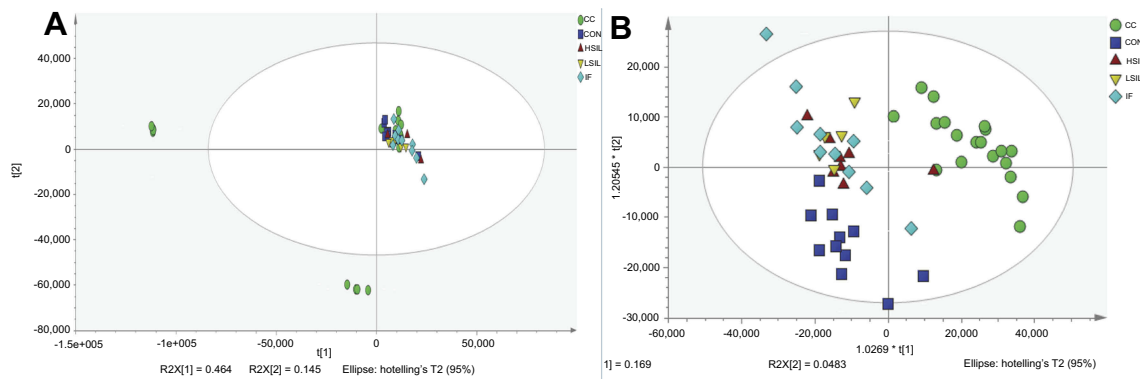 A
CC
CON
HSIL
LSIL
IF
40,000
20,000
0
-20,000
-40,000
-60,000
-80,000
t[2]
-1.5e+005
-1e+005
-50,000
0
50,000
t[1]
R2X[1] = 0.464 R2X[2] = 0.145 Ellipse: hotelling's T2 (95%)
B
CC
CON
HSIL
LSIL
IF
20,000
10,000
0
-10,000
-20,000
-30,000
1.20545 * t[2]
-60,000
-40,000
-20,000
0
20,000
40,000
1.0269 * t[1]
1] = 0.169 R2X[2] = 0.0483 Ellipse: hotelling's T2 (95%)